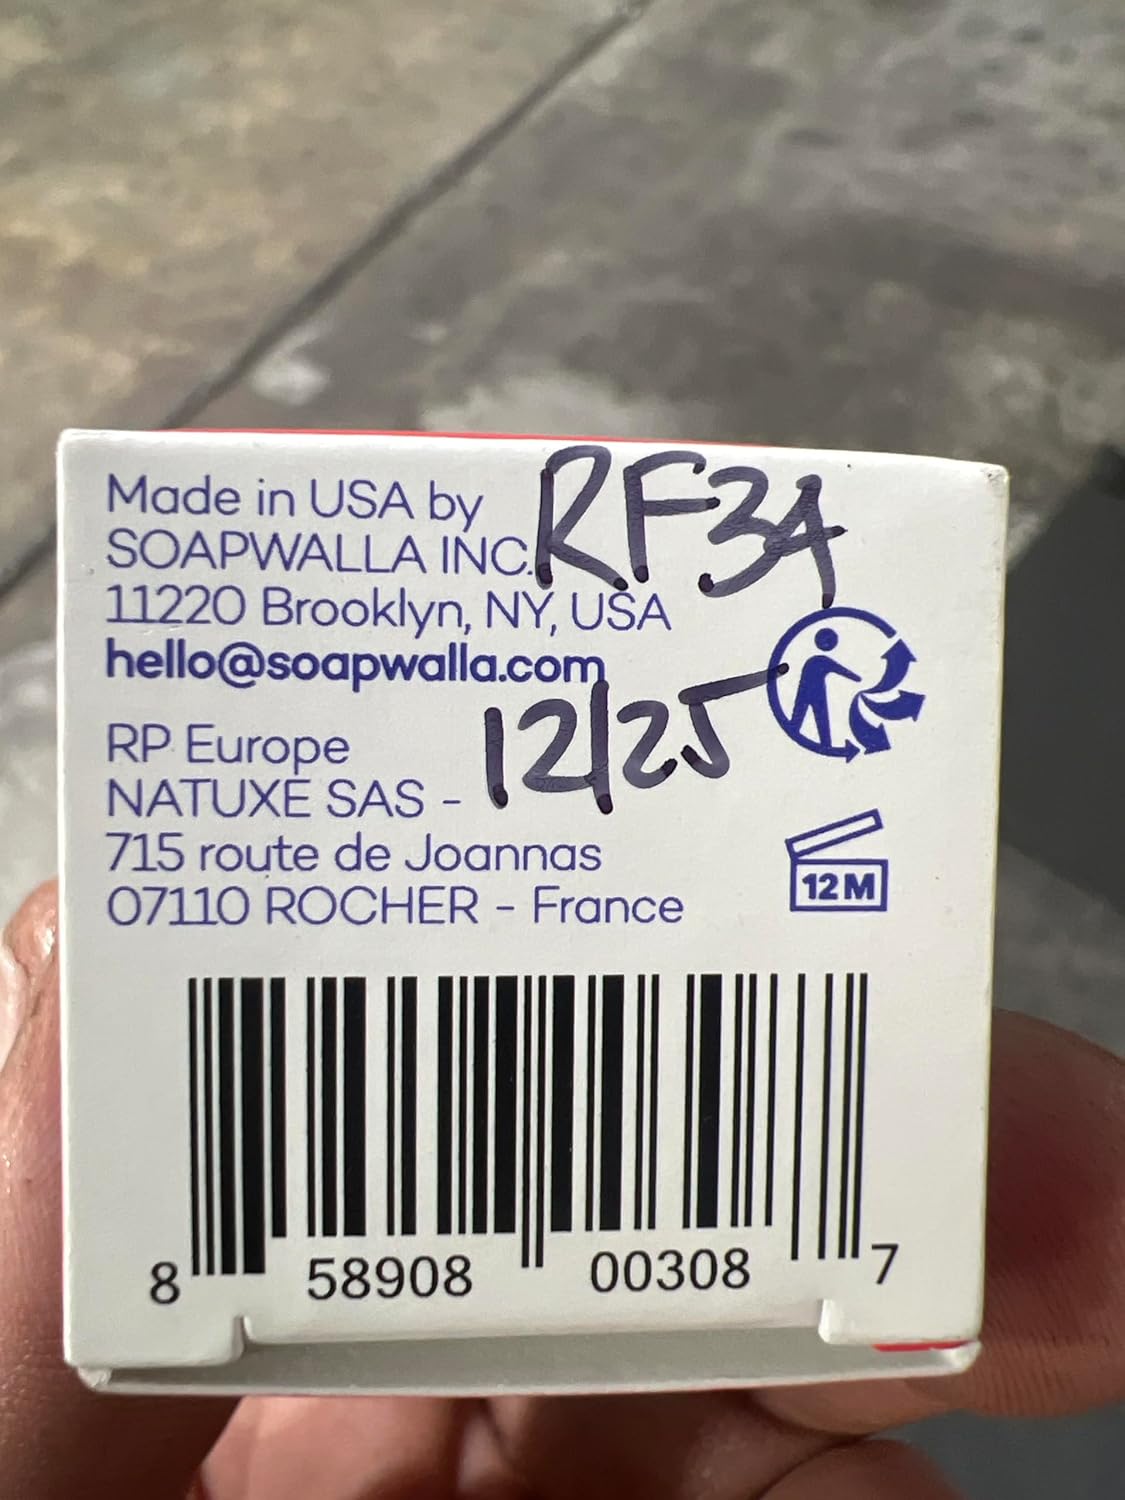 Made in USA by
SOAPWALLA INC.
RF34
11220 Brooklyn, NY, USA
hello@soapwalla.com
12/25
RP Europe
NATUXE SAS -
715 route de Joannas
07110 ROCHER - France
12M
8 58908 00308 7